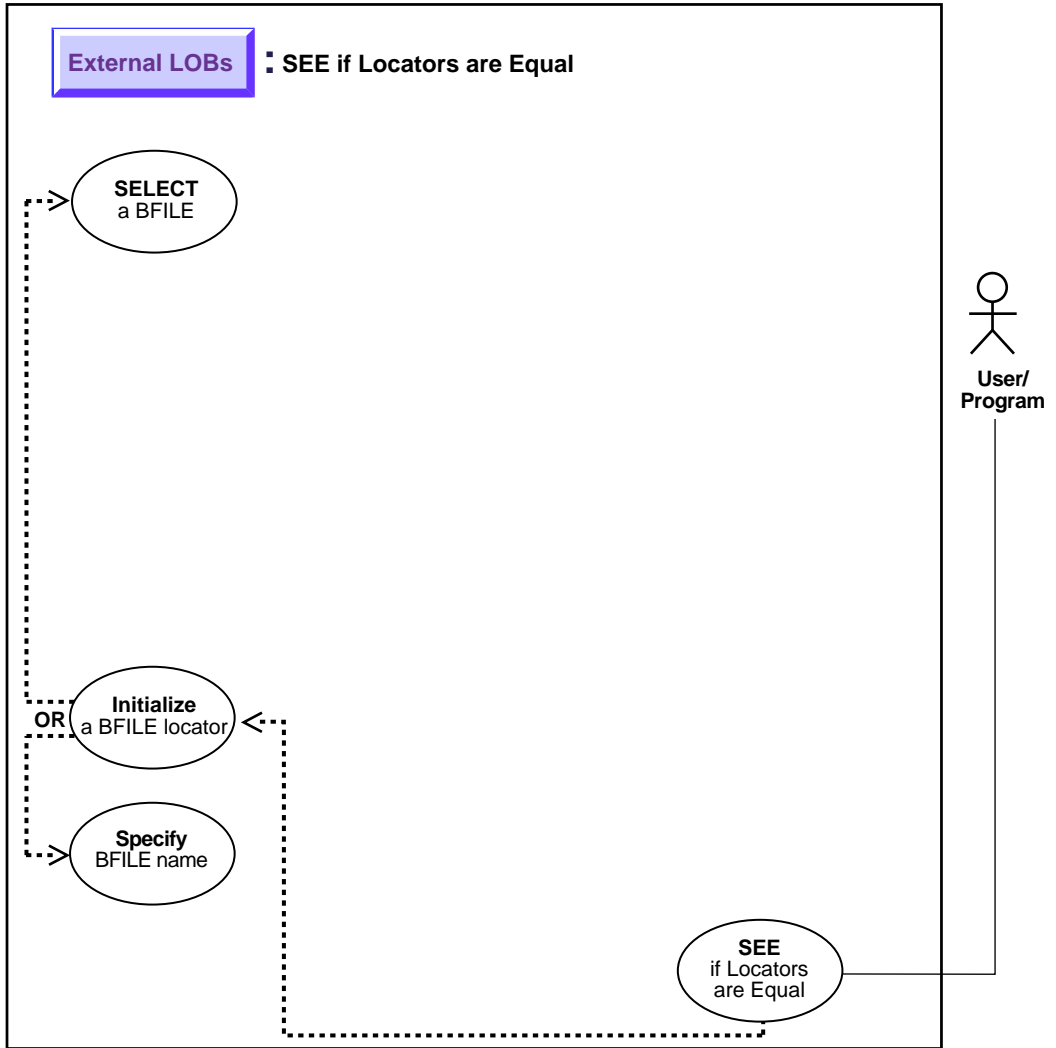 External LOBs : SEE if Locators are Equal
SELECT
a BFILE
User/
Program
Initialize
OR a BFILE locator
Specify
BFILE name
SEE
if Locators
are Equal